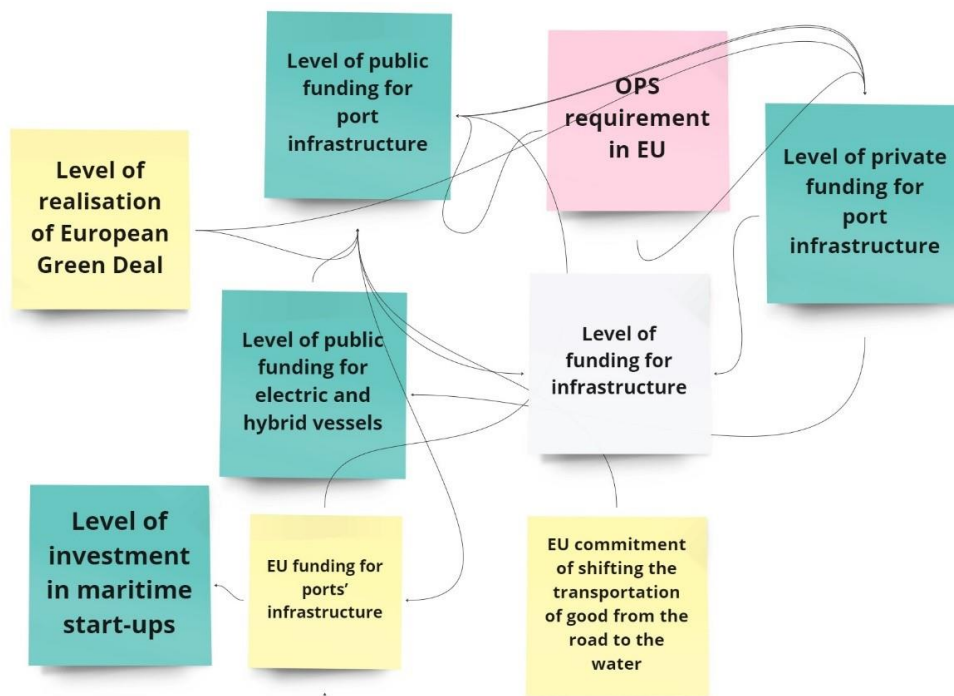 Level of public
funding for
port
infrastructure
OPS
requirement
in EU
Level of
realisation
of European
Green Deal
Level of private
funding for
port
infrastructure
Level of public
funding for
electric and
hybrid vessels
Level of
funding for
infrastructure
Level of
investment
in maritime
start-ups
EU funding for
ports’
infrastructure
EU commitment
of shifting the
transportation
of good from the
road to the
water